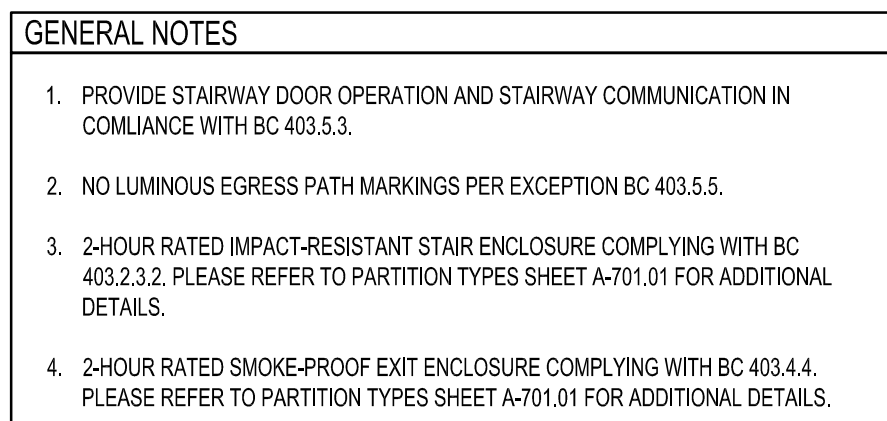 GENERAL NOTES
1. PROVIDE STAIRWAY DOOR OPERATION AND STAIRWAY COMMUNICATION IN
COMLIANCE WITH BC 403.5.3.
2. NO LUMINOUS EGRESS PATH MARKINGS PER EXCEPTION BC 403.5.5.
3. 2-HOUR RATED IMPACT-RESISTANT STAIR ENCLOSURE COMPLYING WITH BC
403.2.3.2. PLEASE REFER TO PARTITION TYPES SHEET A-701.01 FOR ADDITIONAL
DETAILS.
4. 2-HOUR RATED SMOKE-PROOF EXIT ENCLOSURE COMPLYING WITH BC 403.4.4.
PLEASE REFER TO PARTITION TYPES SHEET A-701.01 FOR ADDITIONAL DETAILS.